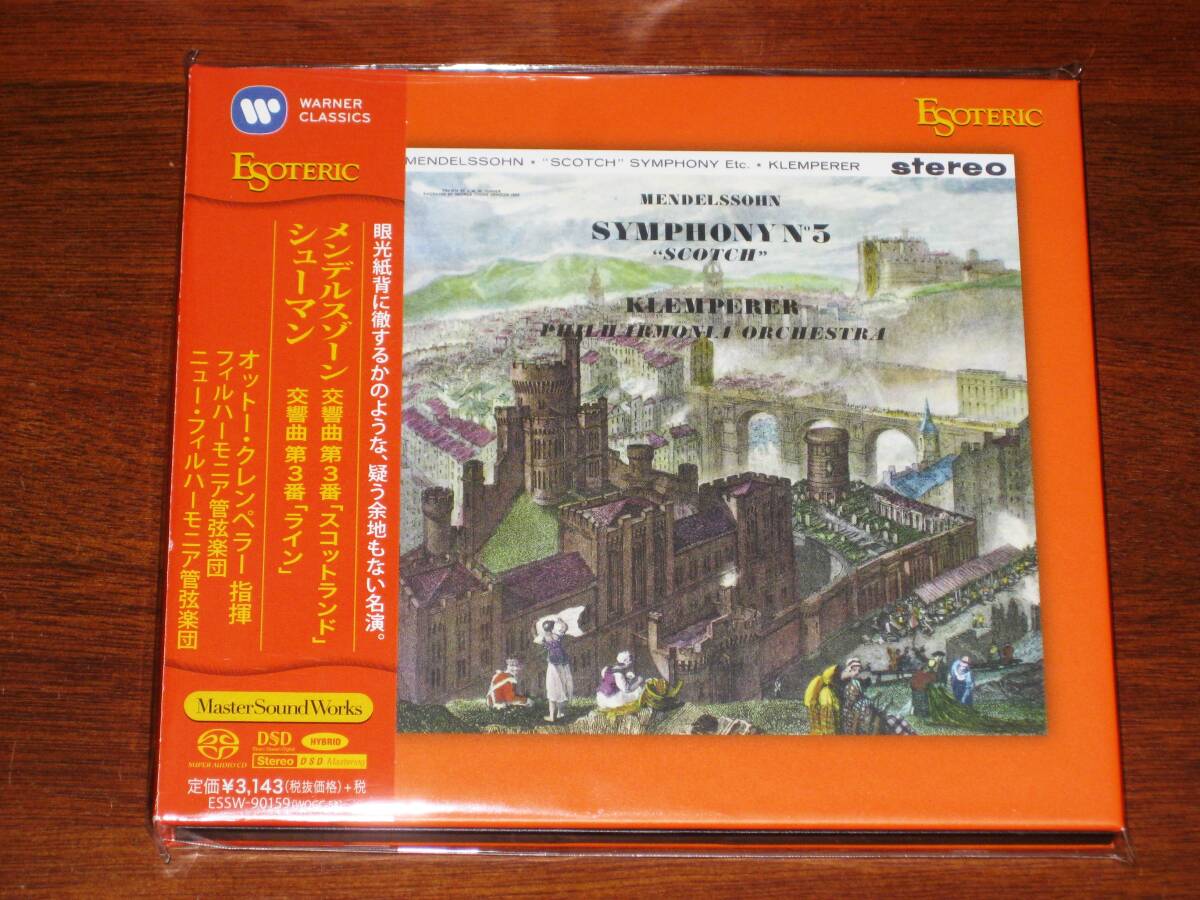 WARNER
CLASSICS
ESOTERIC
眼光紙背に徹するかのような、疑う余地もない名演。
メンデルスゾーン 交響曲 第3番「スコットランド」
シューマン 交響曲 第3番「ライン」
オットー・クレンペラー 指揮
フィルハーモニア管弦楽団
ニュー・フィルハーモニア管弦楽団
MasterSoundWorks
SUPER AUDIO CD
DSD
Direct Stream Digital
HYBRID
Stereo DSD Mastering
定価¥3,143(税抜価格)+税
ESSW-90159
ESOTERIC
MENDELSSOHN • "SCOTCH" SYMPHONY Etc. • KLEMPERER
stereo
MENDELSSOHN
SYMPHONY Nº3
"SCOTCH"
KLEMPERER
PHILHARMONIA ORCHESTRA